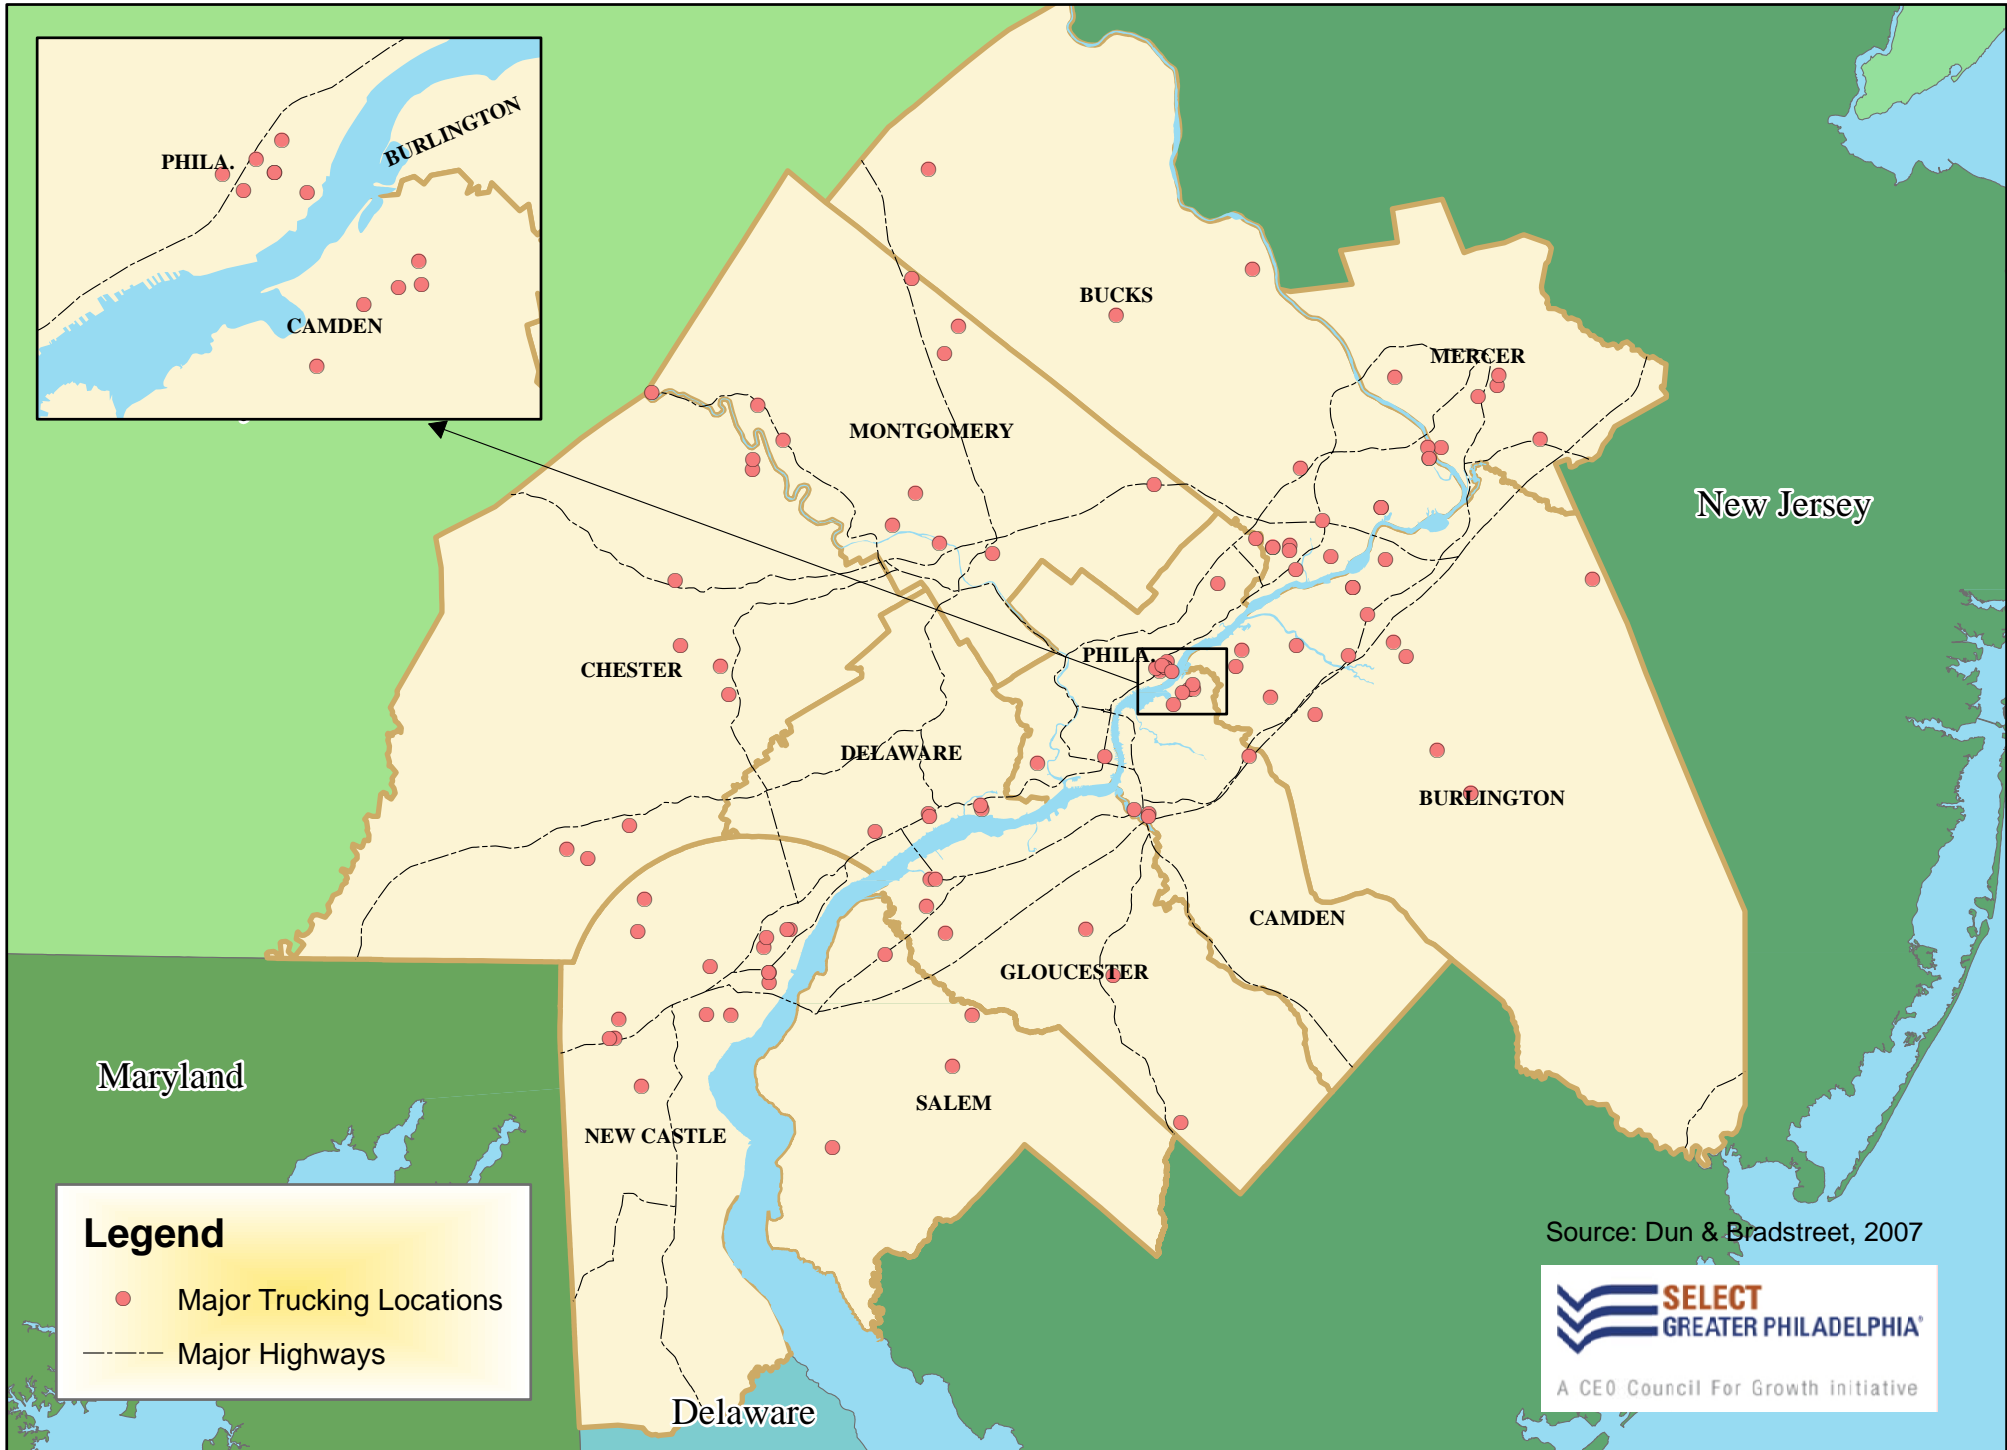 PHILA.
BURLINGTON
CAMDEN
BUCKS
MERCER
MONTGOMERY
New Jersey
PHILA.
CHESTER
DELAWARE
BURLINGTON
CAMDEN
GLOUCESTER
Maryland
SALEM
NEW CASTLE
Legend
Major Trucking Locations
Major Highways
Delaware
Source: Dun & Bradstreet, 2007
SELECT
GREATER PHILADELPHIA®
A CEO Council For Growth initiative